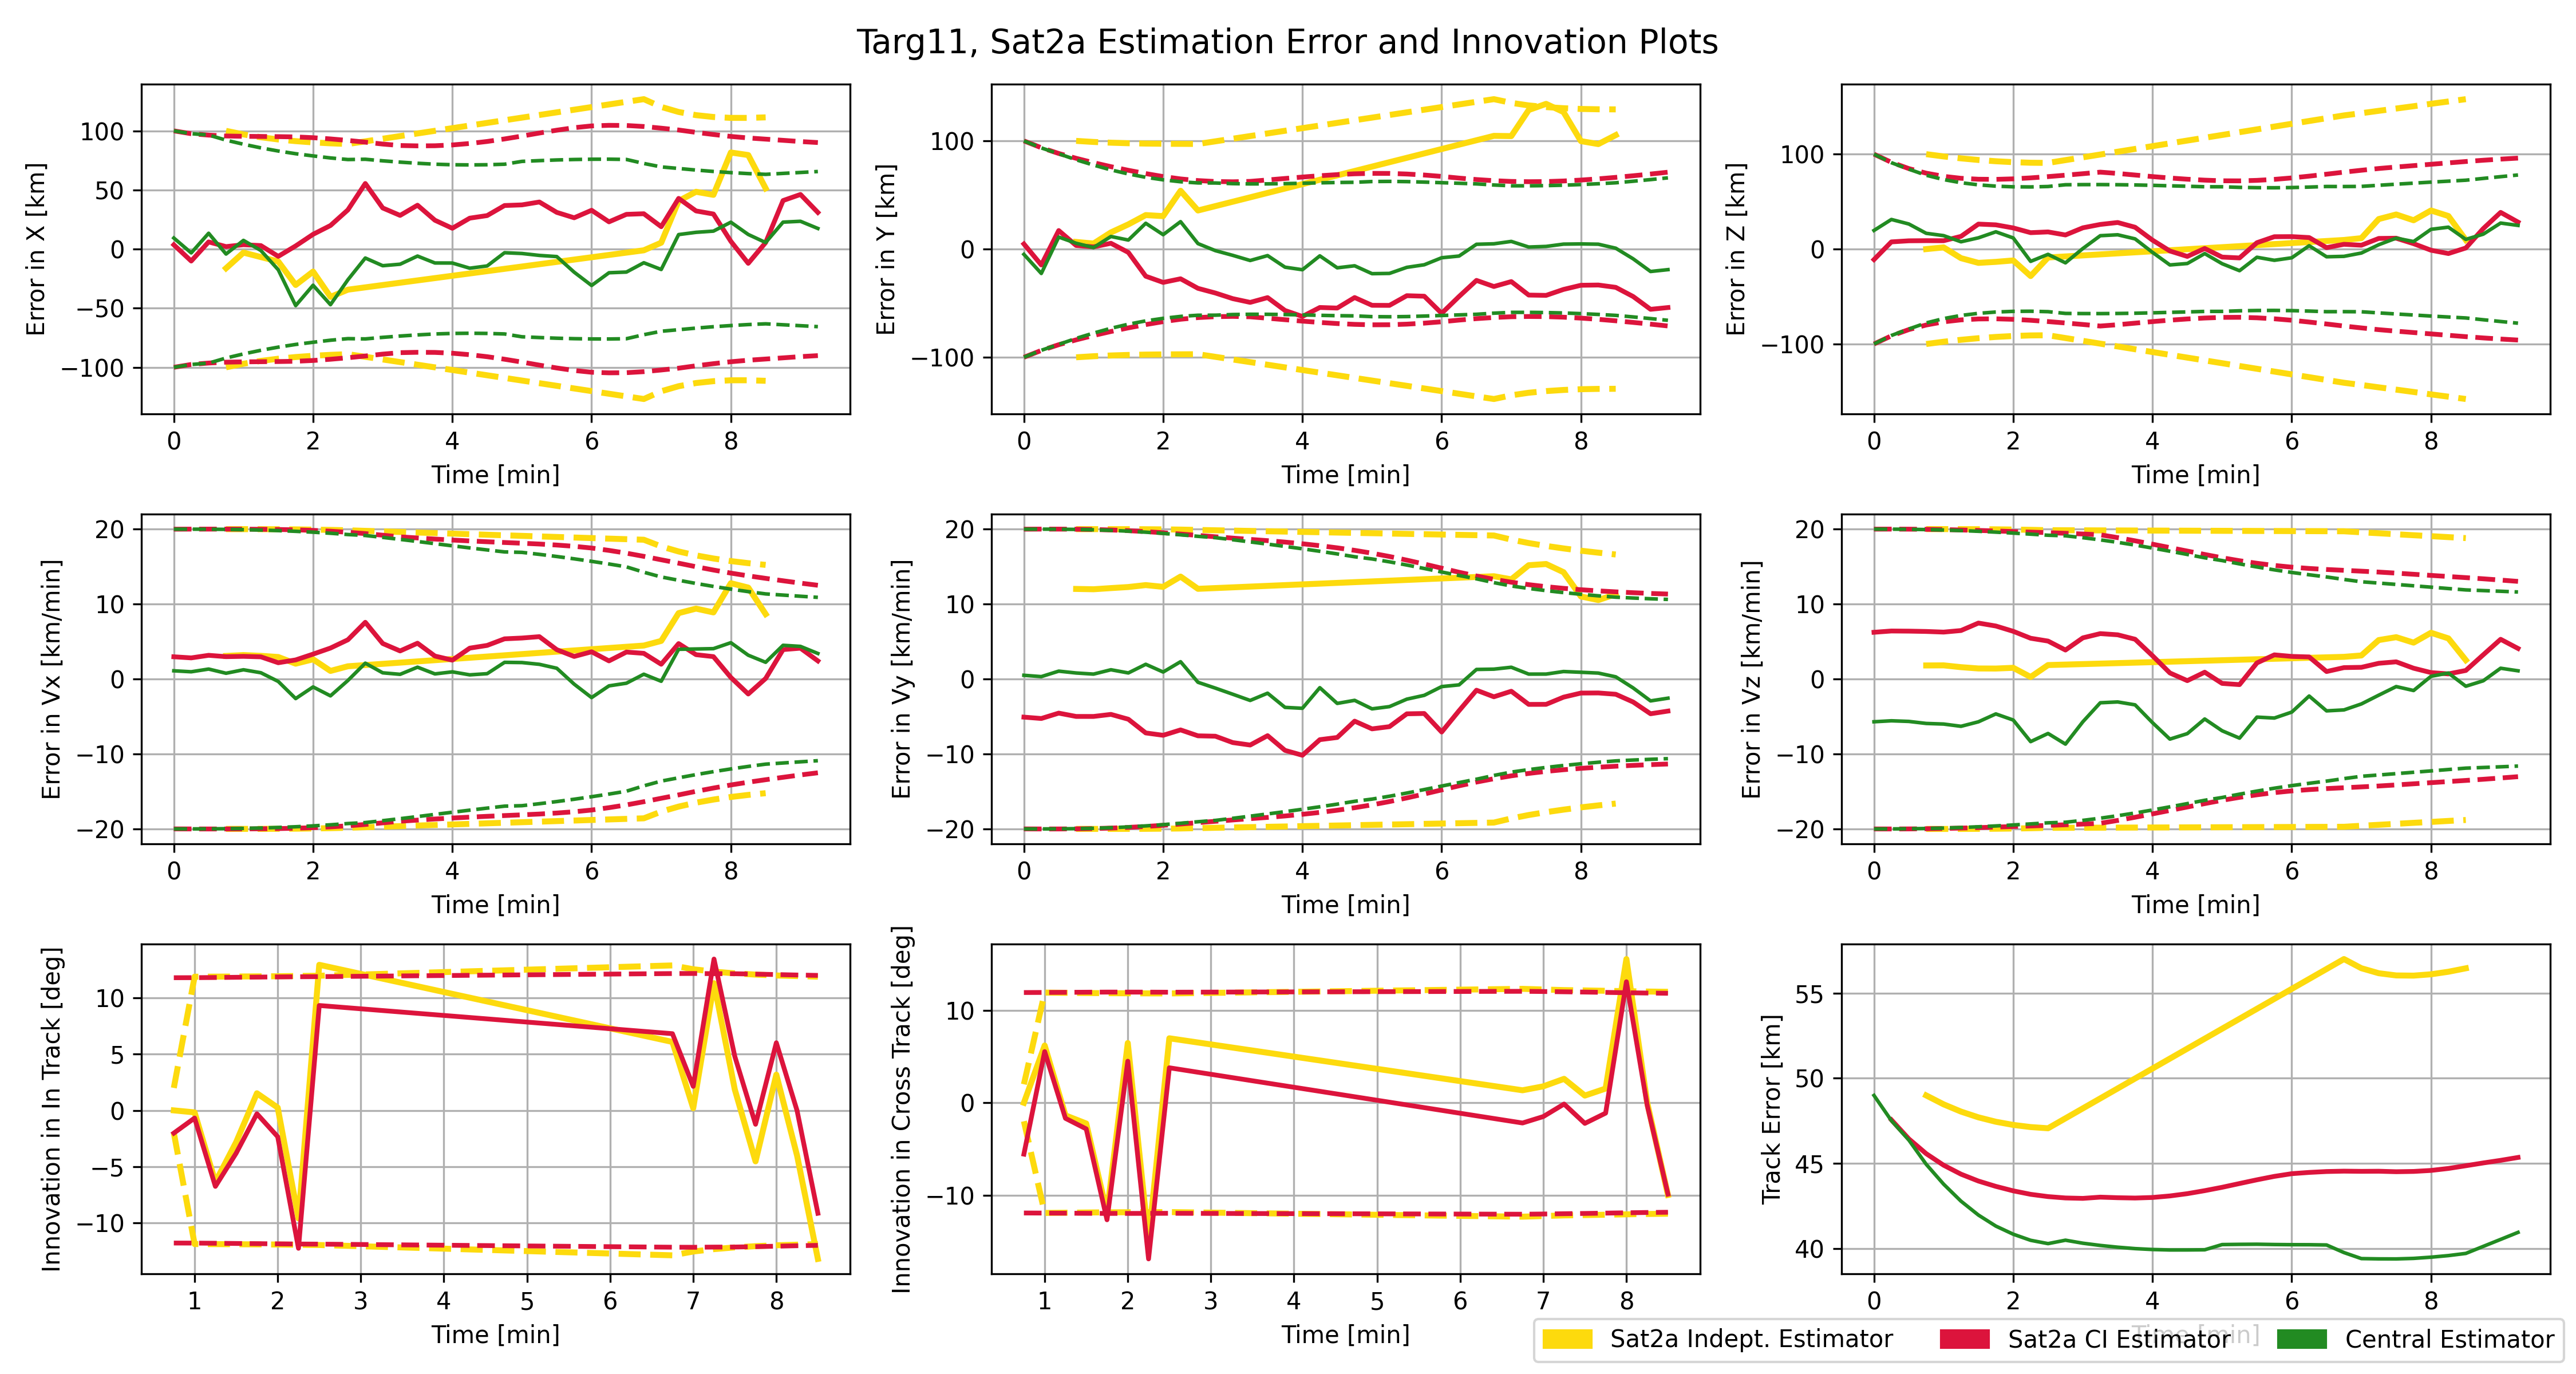 Targ11, Sat2a Estimation Error and Innovation Plots
Error in X [km]
100
50
0
−50
−100
0 2 4 6 8
Time [min]
Error in Y [km]
100
0
−100
0 2 4 6 8
Time [min]
Error in Z [km]
100
0
−100
0 2 4 6 8
Time [min]
Error in Vx [km/min]
20
10
0
−10
−20
0 2 4 6 8
Time [min]
Error in Vy [km/min]
20
10
0
−10
−20
0 2 4 6 8
Time [min]
Error in Vz [km/min]
20
10
0
−10
−20
0 2 4 6 8
Time [min]
Innovation in In Track [deg]
10
5
0
−5
−10
1 2 3 4 5 6 7 8
Time [min]
Innovation in Cross Track [deg]
10
0
−10
1 2 3 4 5 6 7 8
Time [min]
Track Error [km]
55
50
45
40
0 2 4 6 8
Time [min]
Sat2a Indept. Estimator Sat2a CI Estimator Central Estimator